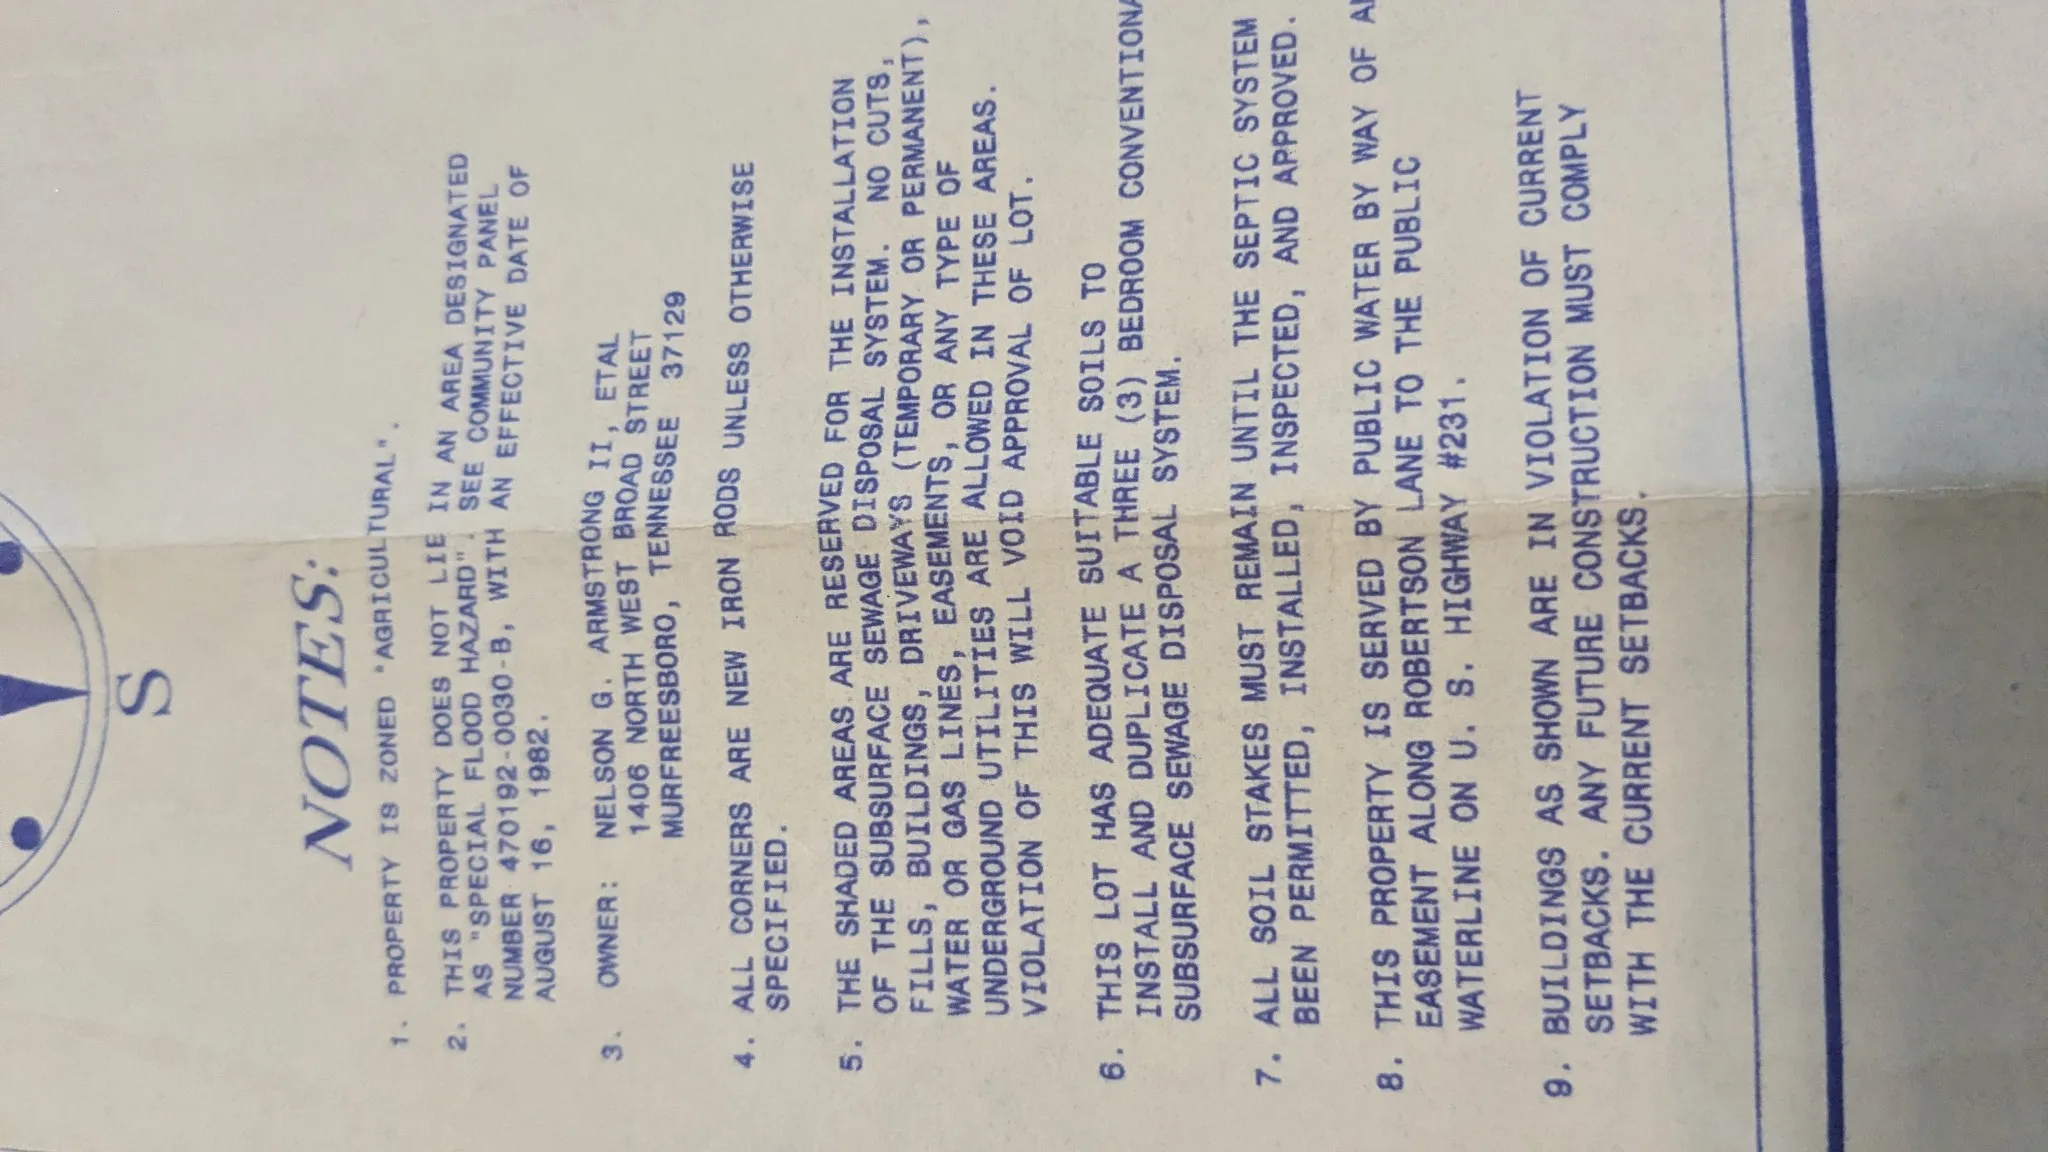 S
NOTES:
1. PROPERTY IS ZONED "AGRICULTURAL".
2. THIS PROPERTY DOES NOT LIE IN AN AREA DESIGNATED
AS "SPECIAL FLOOD HAZARD". SEE COMMUNITY PANEL
NUMBER 470192-0030-B, WITH AN EFFECTIVE DATE OF
AUGUST 16, 1982.
3. OWNER: NELSON G. ARMSTRONG II, ETAL
1406 NORTH WEST BROAD STREET
MURFREESBORO, TENNESSEE 37129
4. ALL CORNERS ARE NEW IRON RODS UNLESS OTHERWISE
SPECIFIED.
5. THE SHADED AREAS ARE RESERVED FOR THE INSTALLATION
OF THE SUBSURFACE SEWAGE DISPOSAL SYSTEM. NO CUTS,
FILLS, BUILDINGS, DRIVEWAYS (TEMPORARY OR PERMANENT),
WATER OR GAS LINES, EASEMENTS, OR ANY TYPE OF
UNDERGROUND UTILITIES ARE ALLOWED IN THESE AREAS.
VIOLATION OF THIS WILL VOID APPROVAL OF LOT.
6. THIS LOT HAS ADEQUATE SUITABLE SOILS TO
INSTALL AND DUPLICATE A THREE (3) BEDROOM CONVENTIONA
SUBSURFACE SEWAGE DISPOSAL SYSTEM.
7. ALL SOIL STAKES MUST REMAIN UNTIL THE SEPTIC SYSTEM
BEEN PERMITTED, INSTALLED, INSPECTED, AND APPROVED.
8. THIS PROPERTY IS SERVED BY PUBLIC WATER BY WAY OF A
EASEMENT ALONG ROBERTSON LANE TO THE PUBLIC
WATERLINE ON U. S. HIGHWAY #231.
9. BUILDINGS AS SHOWN ARE IN VIOLATION OF CURRENT
SETBACKS. ANY FUTURE CONSTRUCTION MUST COMPLY
WITH THE CURRENT SETBACKS.